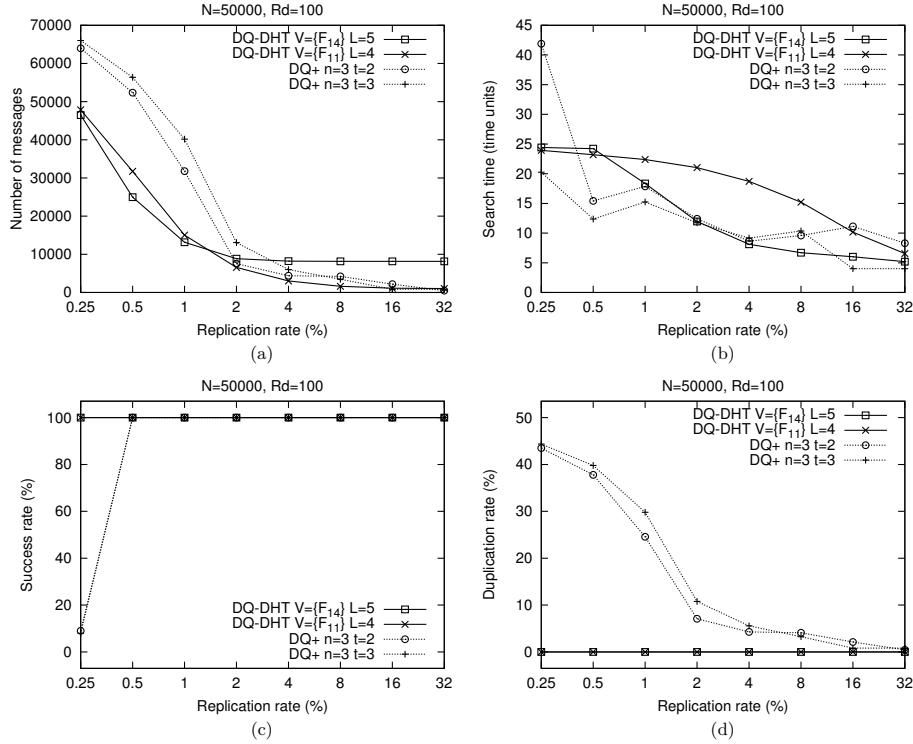 N=50000, Rd=100
DQ-DHT V={F14} L=5
DQ-DHT V={F11} L=4
DQ+ n=3 t=2
DQ+ n=3 t=3
Number of messages
70000
60000
50000
40000
30000
20000
10000
0
0.25 0.5 1 2 4 8 16 32
Replication rate (%)
(a)
N=50000, Rd=100
DQ-DHT V={F14} L=5
DQ-DHT V={F11} L=4
DQ+ n=3 t=2
DQ+ n=3 t=3
Search time (time units)
45
40
35
30
25
20
15
10
5
0
0.25 0.5 1 2 4 8 16 32
Replication rate (%)
(b)
N=50000, Rd=100
Success rate (%)
100
80
60
40
20
0
DQ-DHT V={F14} L=5
DQ-DHT V={F11} L=4
DQ+ n=3 t=2
DQ+ n=3 t=3
0.25 0.5 1 2 4 8 16 32
Replication rate (%)
(c)
N=50000, Rd=100
DQ-DHT V={F14} L=5
DQ-DHT V={F11} L=4
DQ+ n=3 t=2
DQ+ n=3 t=3
Duplication rate (%)
50
40
30
20
10
0
0.25 0.5 1 2 4 8 16 32
Replication rate (%)
(d)